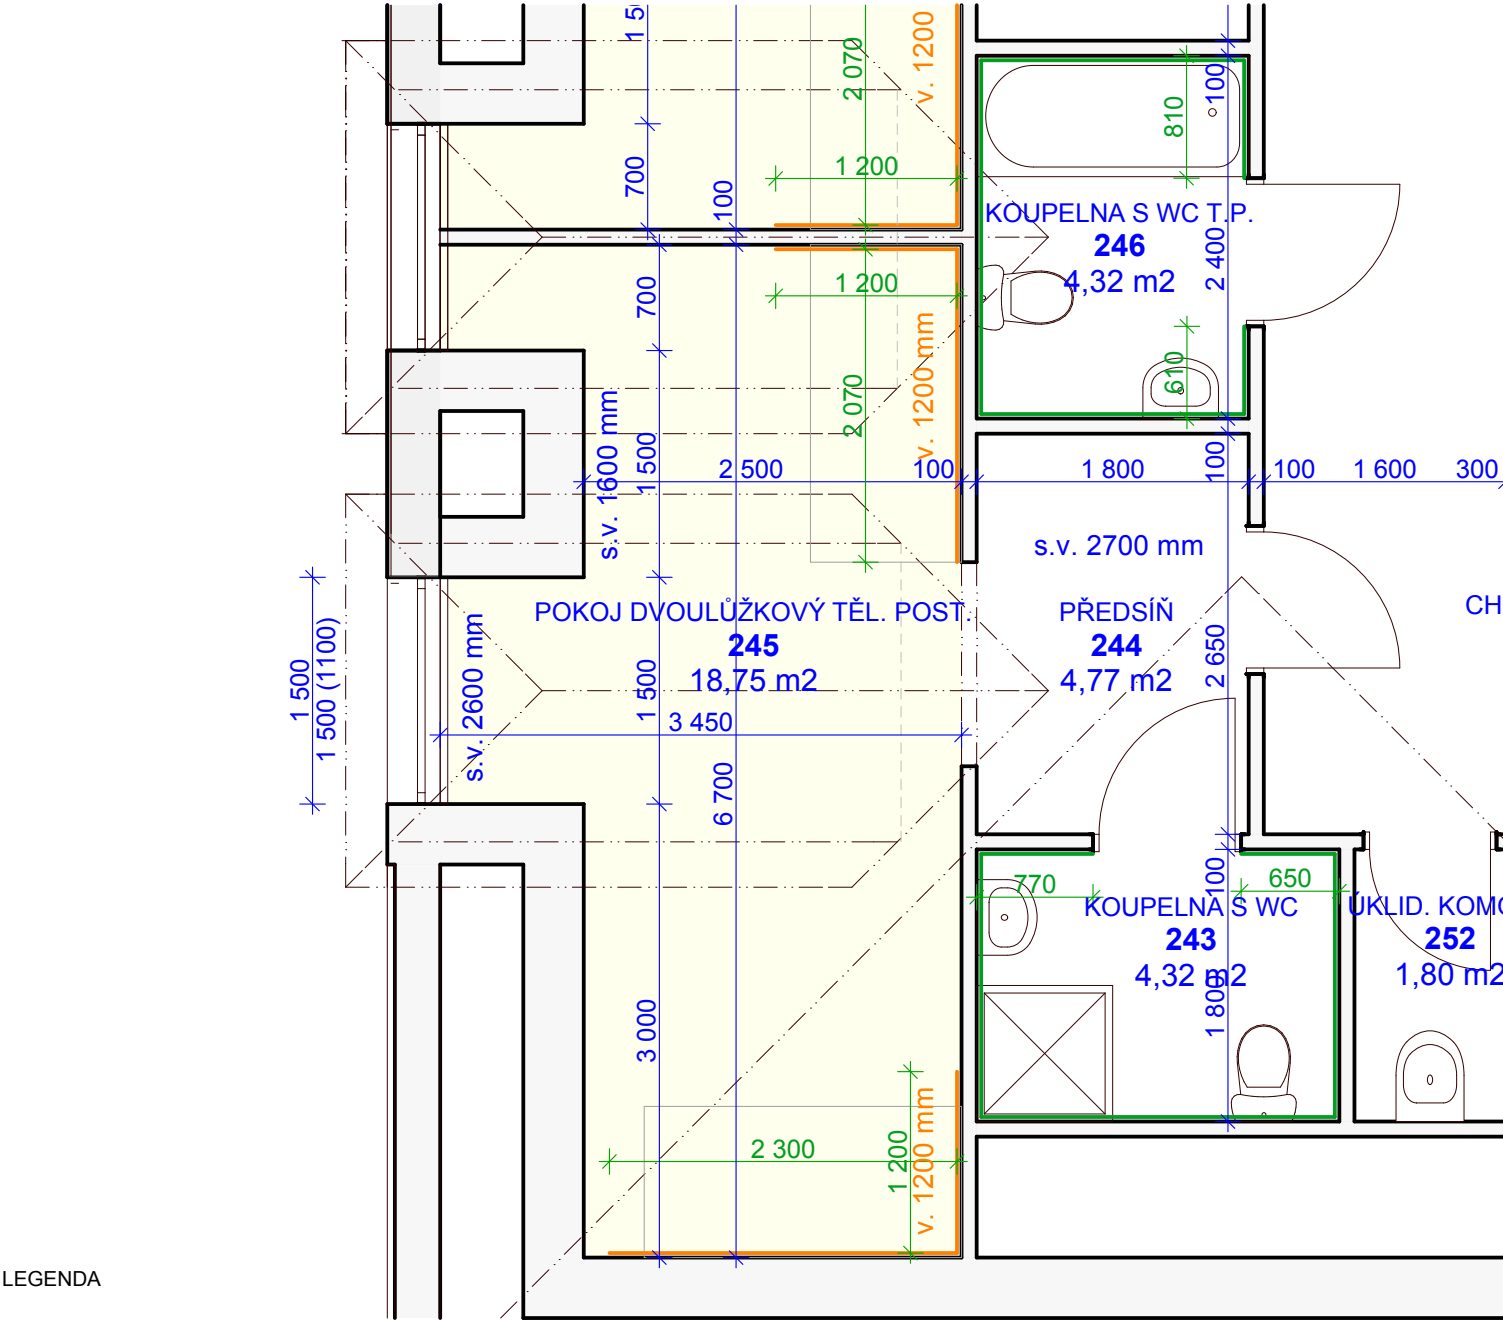 1 5
2 070
v. 1200
100
810
1 200
700
100
KOUPELNA S WC T.P.
246
4,32 m2
2 400
1 200
700
v. 1200 mm
610
2 070
s.v. 1600 mm
1 500
2 500
100
1 800
100
100
1 600
300
s.v. 2700 mm
POKOJ DVOULŮŽKOVÝ TĚL. POST.
245
18,75 m2
PŘEDSÍŇ
244
4,77 m2
CH
2 650
1 500
1 500 (1100)
s.v. 2600 mm
1 500
3 450
6 700
770
100
650
KOUPELNA S WC
243
4,32 m2
ÚKLID. KOMO
252
1,80 m2
1 800
3 000
2 300
1 200
v. 1200 mm
LEGENDA